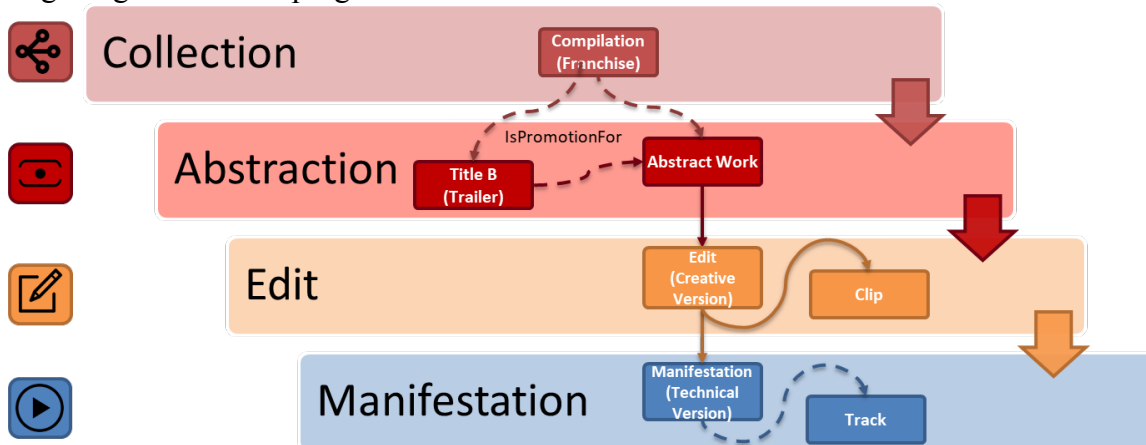 Collection
Compilation
(Franchise)
IsPromotionFor
Abstraction
Title B
(Trailer)
Abstract Work
Edit
Edit
(Creative
Version)
Clip
Manifestation
Manifestation
(Technical
Version)
Track